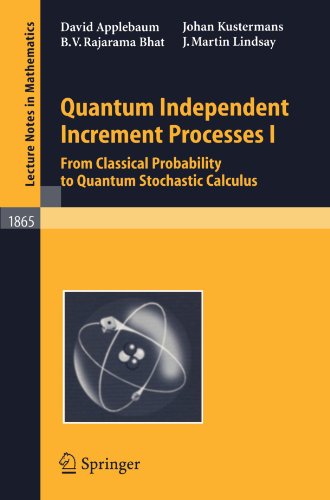 David Applebaum
B.V. Rajarama Bhat
Johan Kustermans
J. Martin Lindsay
Lecture Notes in Mathematics
1865
Quantum Independent
Increment Processes I
From Classical Probability
to Quantum Stochastic Calculus
Springer